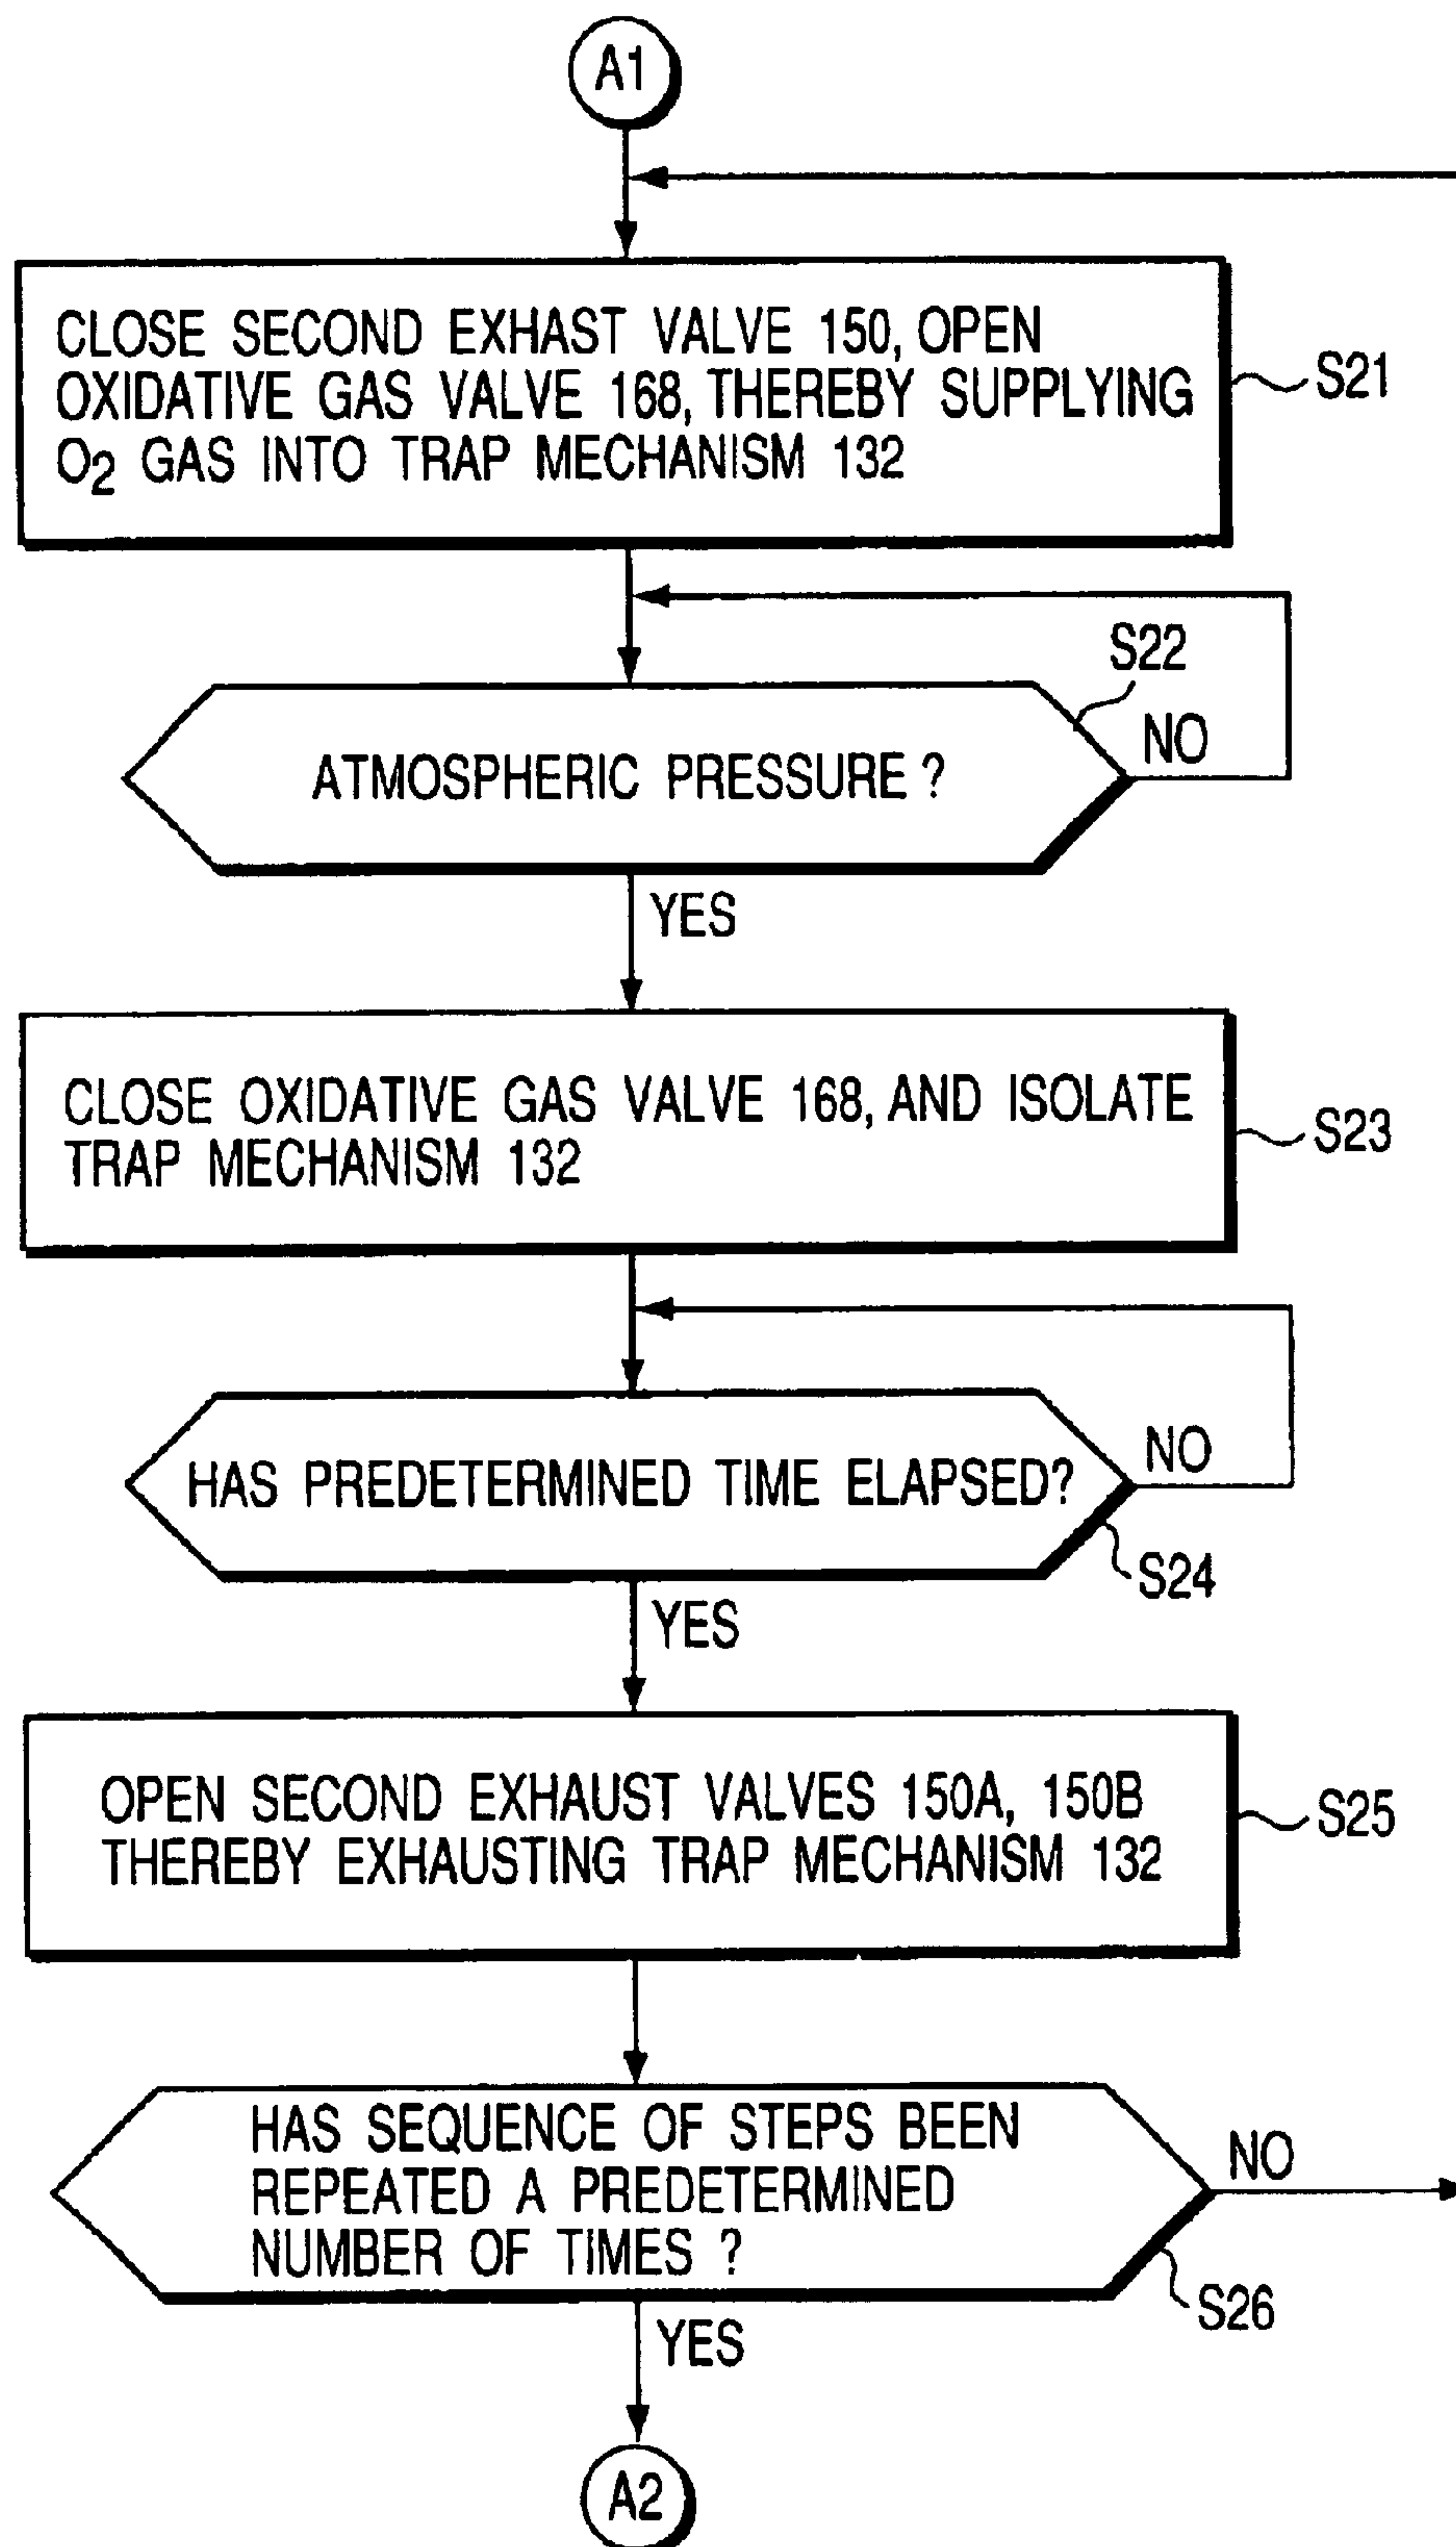 A1
CLOSE SECOND EXHAST VALVE 150, OPEN
OXIDATIVE GAS VALVE 168, THEREBY SUPPLYING
O2 GAS INTO TRAP MECHANISM 132
S21
S22
NO
ATMOSPHERIC PRESSURE ?
YES
CLOSE OXIDATIVE GAS VALVE 168, AND ISOLATE
TRAP MECHANISM 132
S23
NO
HAS PREDETERMINED TIME ELAPSED?
S24
YES
OPEN SECOND EXHAUST VALVES 150A, 150B
THEREBY EXHAUSTING TRAP MECHANISM 132
S25
HAS SEQUENCE OF STEPS BEEN
REPEATED A PREDETERMINED
NUMBER OF TIMES ?
NO
S26
YES
A2